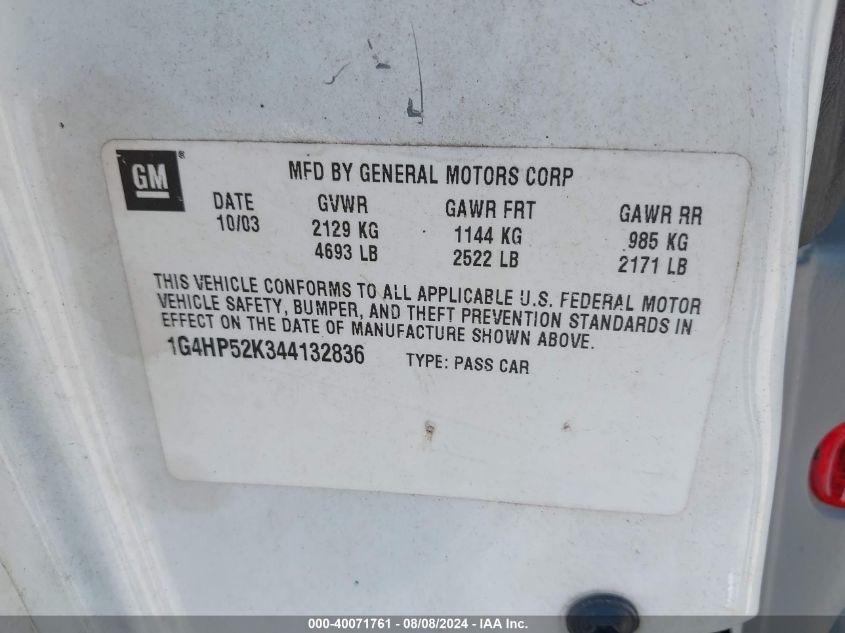 GM®
MFD BY GENERAL MOTORS CORP
DATE GVWR GAWR FRT GAWR RR
10/03 2129 KG 1144 KG 985 KG
4693 LB 2522 LB 2171 LB
THIS VEHICLE CONFORMS TO ALL APPLICABLE U.S. FEDERAL MOTOR
VEHICLE SAFETY, BUMPER, AND THEFT PREVENTION STANDARDS IN
EFFECT ON THE DATE OF MANUFACTURE SHOWN ABOVE.
1G4HP52K344132836 TYPE: PASS CAR
000-40071761 - 08/08/2024 - IAA Inc.